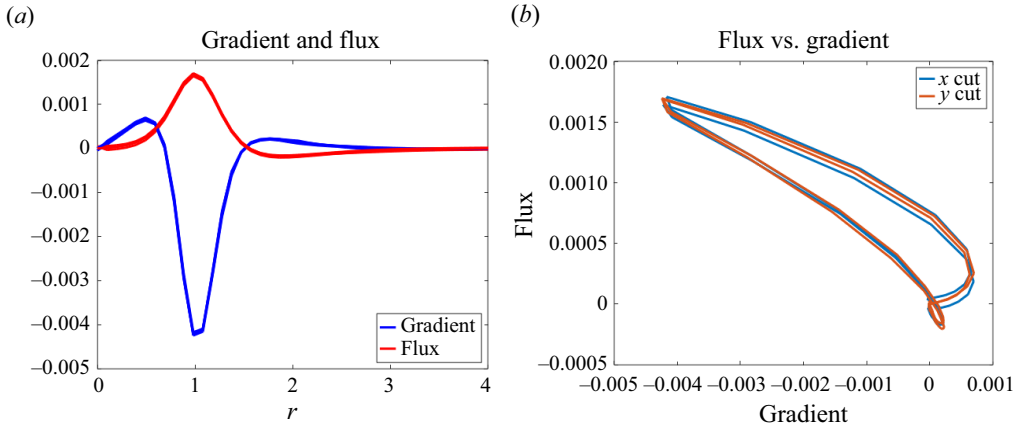 (a)
Gradient and flux
0.002
0.001
0
–0.001
–0.002
–0.003
–0.004
–0.005
0 1 2 3 4
r
Gradient
Flux
(b)
Flux vs. gradient
0.0020
0.0015
0.0010
0.0005
0
–0.0005
–0.005 –0.004 –0.003 –0.002 –0.001 0 0.001
Gradient
Flux
x cut
y cut